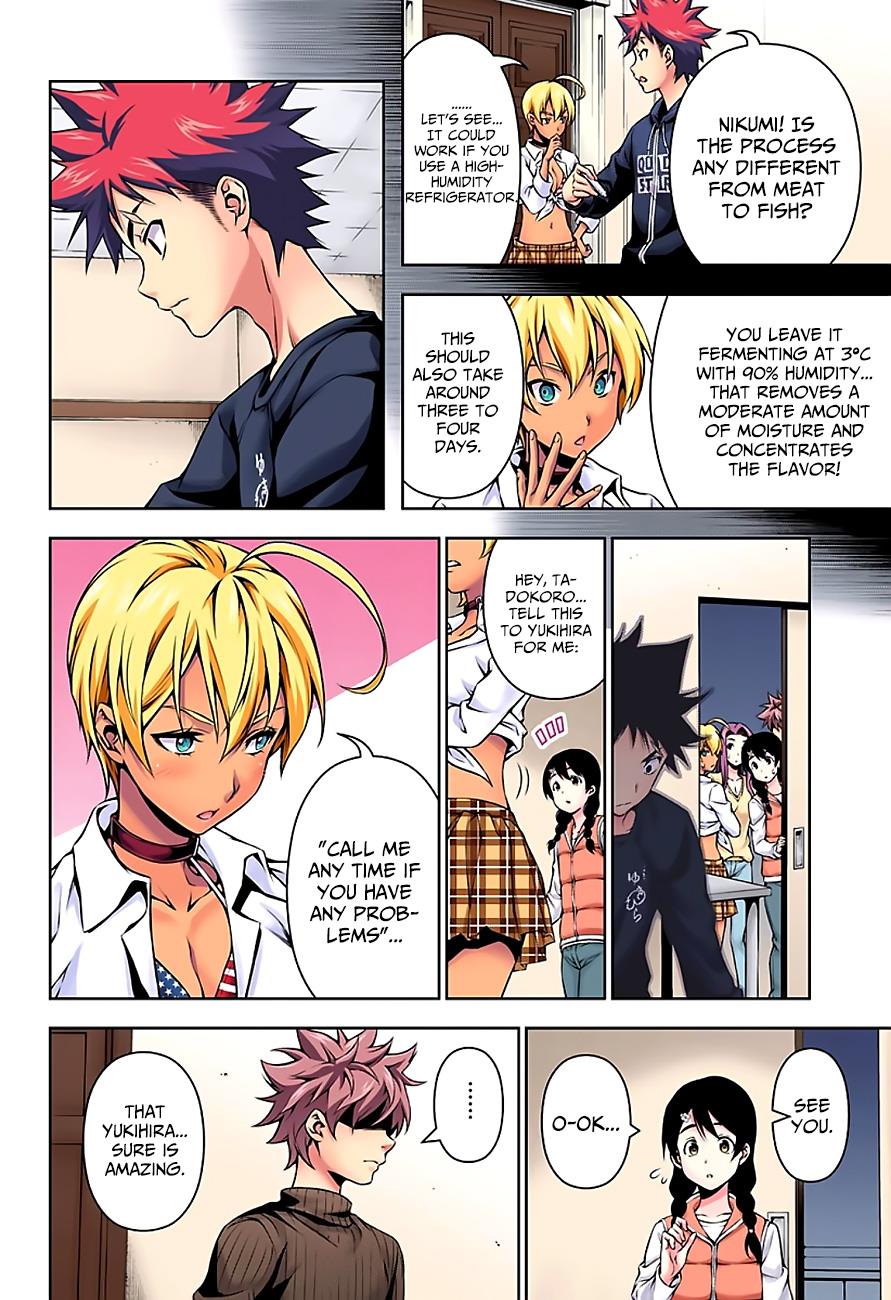 NIKUMI! IS
THE PROCESS
ANY DIFFERENT
FROM MEAT
TO FISH?
......
LET'S SEE...
IT COULD
WORK IF YOU
USE A HIGH-
HUMIDITY
REFRIGERATOR.
YOU LEAVE IT
FERMENTING AT 3°C
WITH 90% HUMIDITY...
THAT REMOVES A
MODERATE AMOUNT
OF MOISTURE AND
CONCENTRATES
THE FLAVOR!
THIS
SHOULD
ALSO TAKE
AROUND
THREE TO
FOUR
DAYS.
ゆきひら
HEY, TA-
DOKORO...
TELL THIS
TO YUKIHIRA
FOR ME:
"CALL ME
ANY TIME IF
YOU HAVE
ANY PROB-
LEMS"...
SEE
YOU.
O-OK...
......
THAT
YUKIHIRA...
SURE IS
AMAZING.